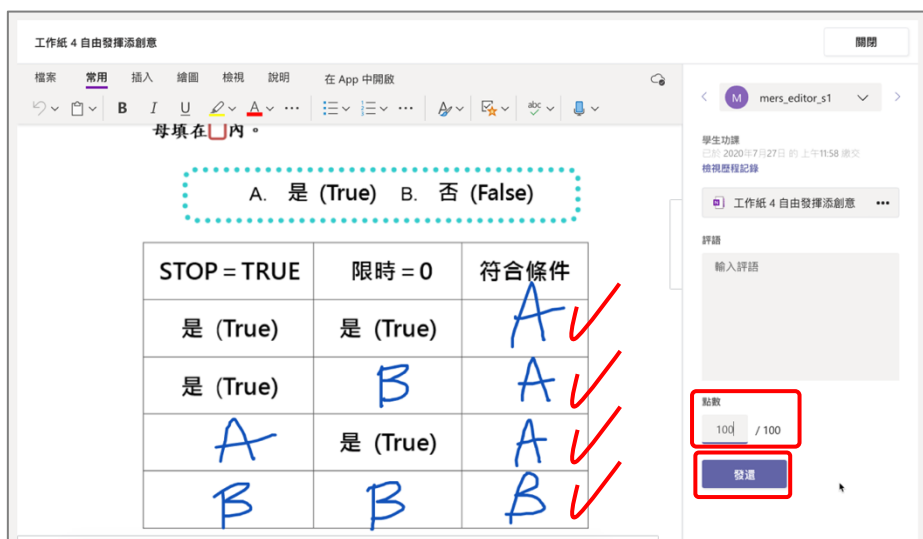 工作紙 4 自由發揮添創意
關閉
檔案 常用 插入 繪圖 檢視 說明 在 App 中開啟
B I U A abc
母填在□內。
A. 是 (True) B. 否 (False)
STOP = TRUE 限時 = 0 符合條件
是 (True) 是 (True) A
是 (True) B A
A 是 (True) A
B B B
M mers_editor_s1
學生功課
已於 2020年7月27日 的 上午11:58 繳交
檢視歷程記錄
工作紙 4 自由發揮添創意 •••
評語
輸入評語
點數
100 / 100
發還